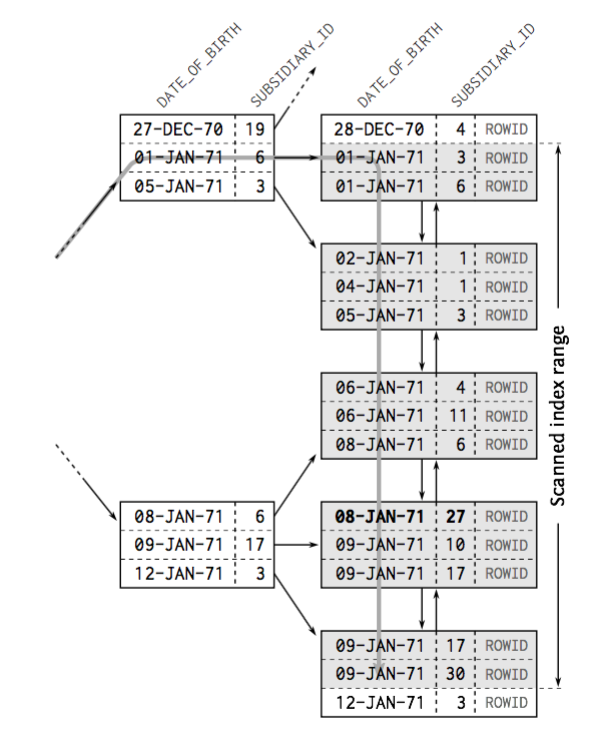 DATE_OF_BIRTH SUBSIDIARY_ID DATE_OF_BIRTH SUBSIDIARY_ID
27-DEC-70 19
01-JAN-71 6
05-JAN-71 3
28-DEC-70 4 ROWID
01-JAN-71 3 ROWID
01-JAN-71 6 ROWID
02-JAN-71 1 ROWID
04-JAN-71 1 ROWID
05-JAN-71 3 ROWID
06-JAN-71 4 ROWID
06-JAN-71 11 ROWID
08-JAN-71 6 ROWID
08-JAN-71 6
09-JAN-71 17
12-JAN-71 3
08-JAN-71 27 ROWID
09-JAN-71 10 ROWID
09-JAN-71 17 ROWID
09-JAN-71 17 ROWID
09-JAN-71 30 ROWID
12-JAN-71 3 ROWID
Scanned index range